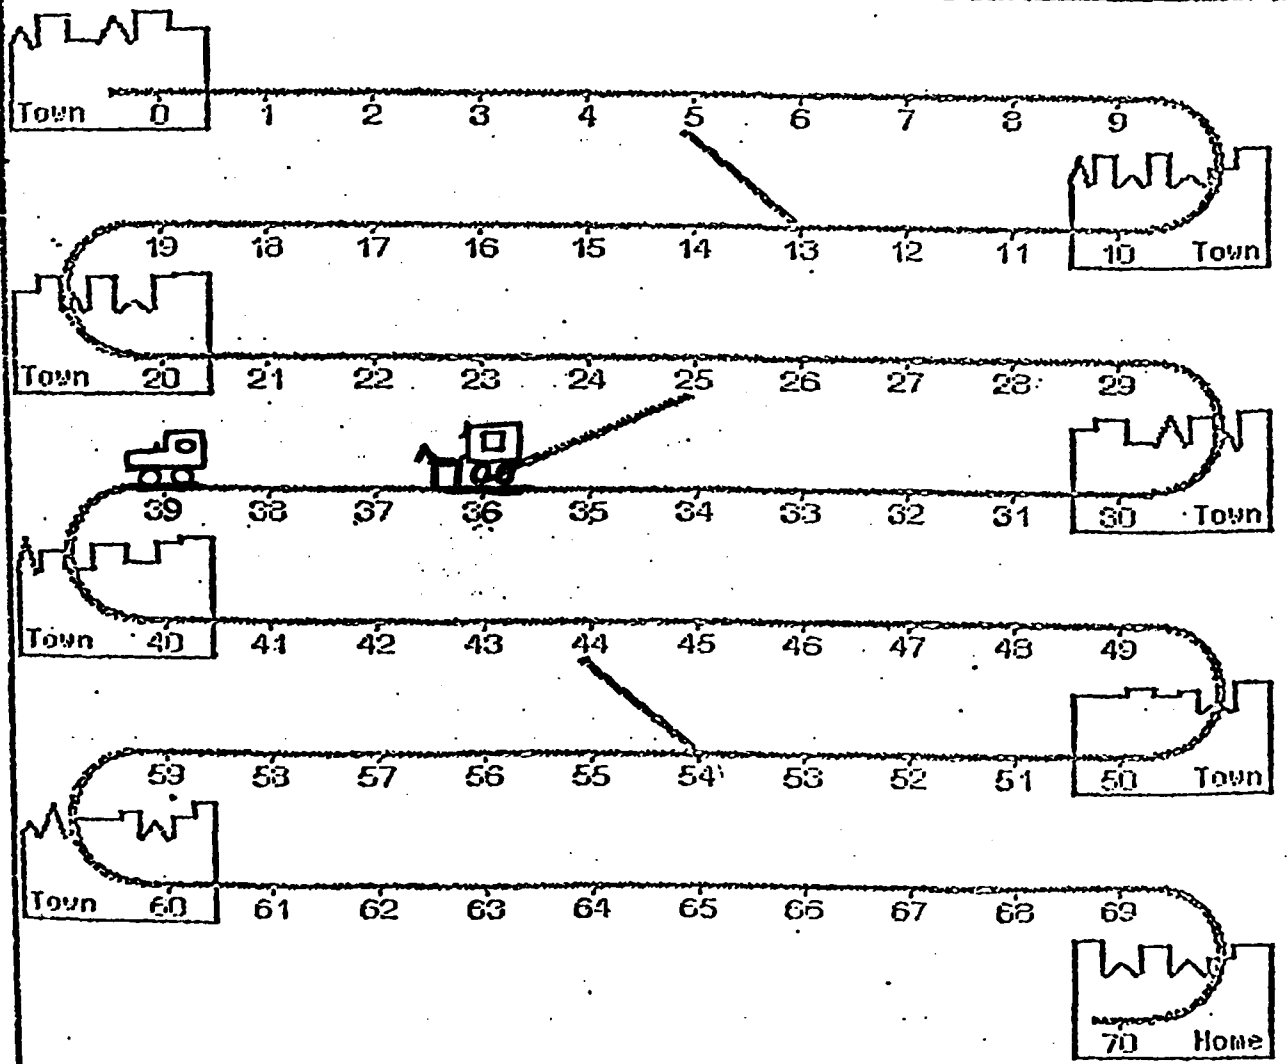 Town 0 1 2 3 4 5 6 7 8 9
19 18 17 16 15 14 13 12 11 10 Town
Town 20 21 22 23 24 25 26 27 28 29
39 38 37 36 35 34 33 32 31 30 Town
Town 40 41 42 43 44 45 46 47 48 49
59 58 57 56 55 54 53 52 51 50 Town
Town 60 61 62 63 64 65 66 67 68 69
70 Home